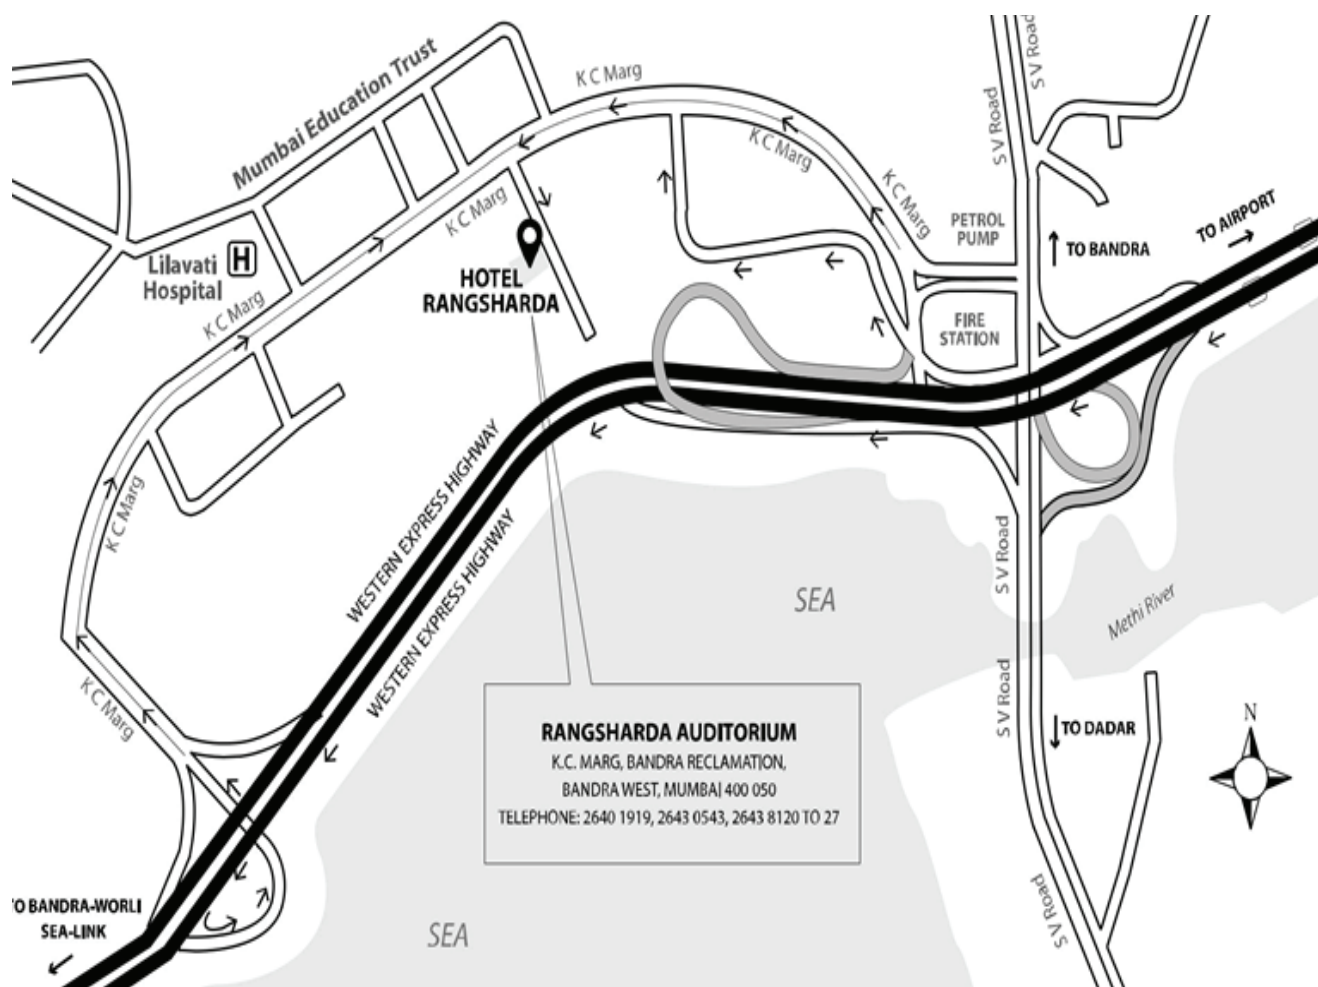 K C Marg
S V Road
S V Road
Mumbai Education Trust
K C Marg
K C Marg
K C Marg
PETROL
PUMP
TO AIRPORT
TO BANDRA
Lilavati
Hospital
H
HOTEL
RANGSHARDA
K C Marg
FIRE
STATION
WESTERN EXPRESS HIGHWAY
WESTERN EXPRESS HIGHWAY
K C Marg
S V Road
SEA
Methi River
K C Marg
S V Road
RANGSHARDA AUDITORIUM
K.C. MARG, BANDRA RECLAMATION,
BANDRA WEST, MUMBAI 400 050
TELEPHONE: 2640 1919, 2643 0543, 2643 8120 TO 27
TO DADAR
N
TO BANDRA-WORLI
SEA-LINK
SEA
S V Road